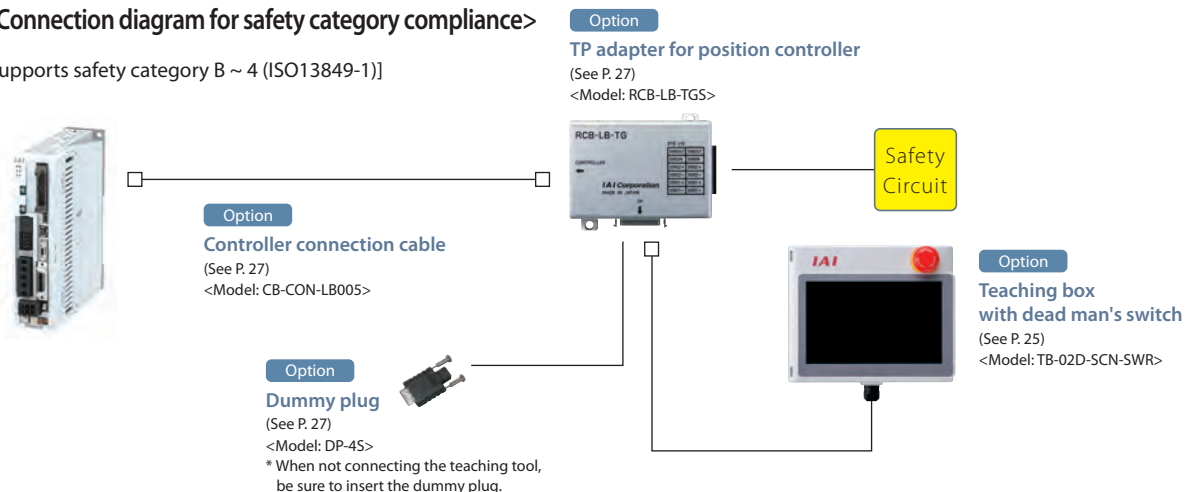 Connection diagram for safety category compliance>
upports safety category B ~ 4 (ISO13849-1)]
Option
TP adapter for position controller
(See P. 27)
<Model: RCB-LB-TGS>
RCB-LB-TG
CONTROLLER
IAI Corporation
MADE IN JAPAN
Safety
Circuit
Option
Controller connection cable
(See P. 27)
<Model: CB-CON-LB005>
IAI
Option
Teaching box
with dead man's switch
(See P. 25)
<Model: TB-02D-SCN-SWR>
Option
Dummy plug
(See P. 27)
<Model: DP-4S>
* When not connecting the teaching tool,
be sure to insert the dummy plug.